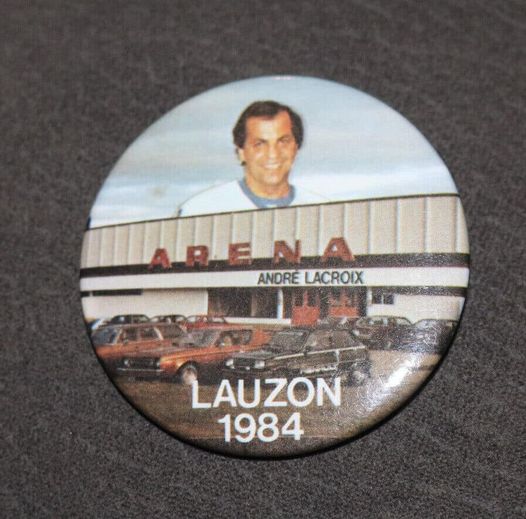 ARENA
ANDRÉ LACROIX
LAUZON
1984